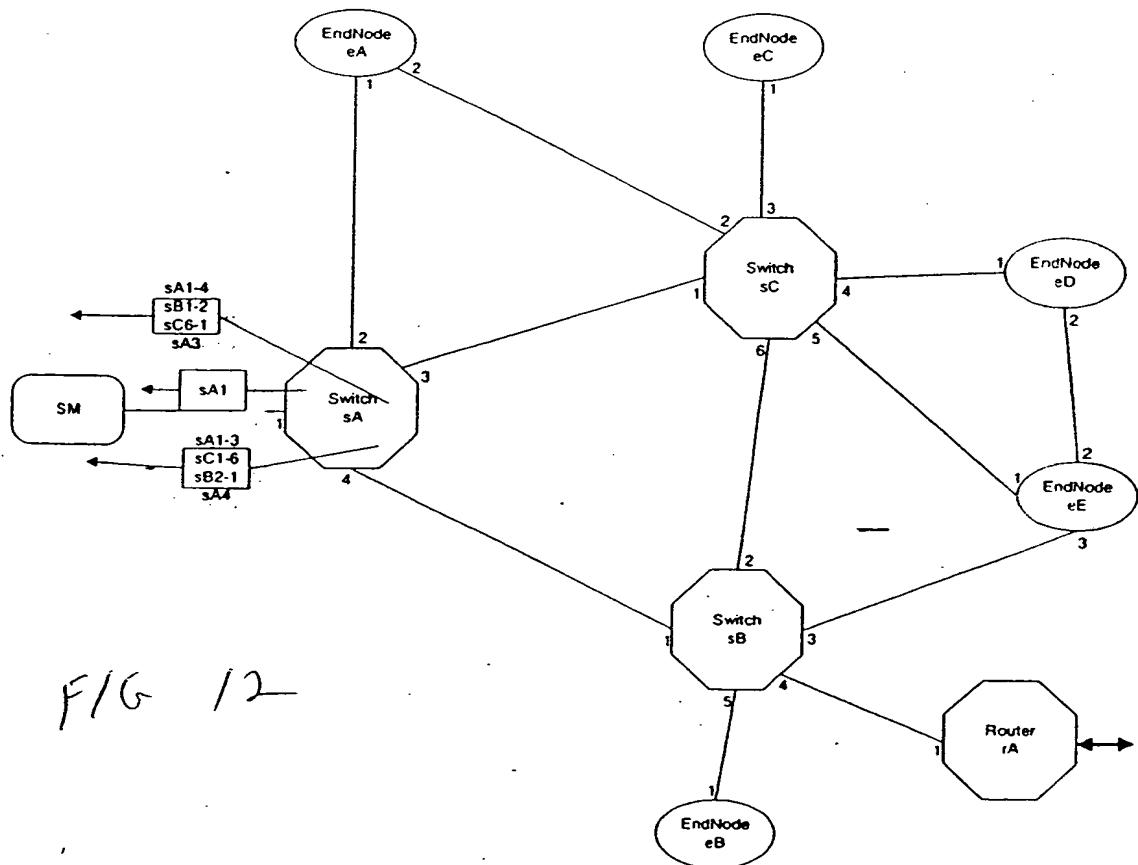 EndNode
eA
1
2
EndNode
eC
1
2
3
Switch
sC
1
4
5
6
1
EndNode
eD
2
sA1-4
sB1-2
sC6-1
sA3
2
3
Switch
sA
1
4
sA1
SM
sA1-3
sC1-6
sB2-1
sA4
2
1
EndNode
eE
3
2
Switch
sB
1
3
4
5
FIG 12
Router
rA
1
1
EndNode
eB